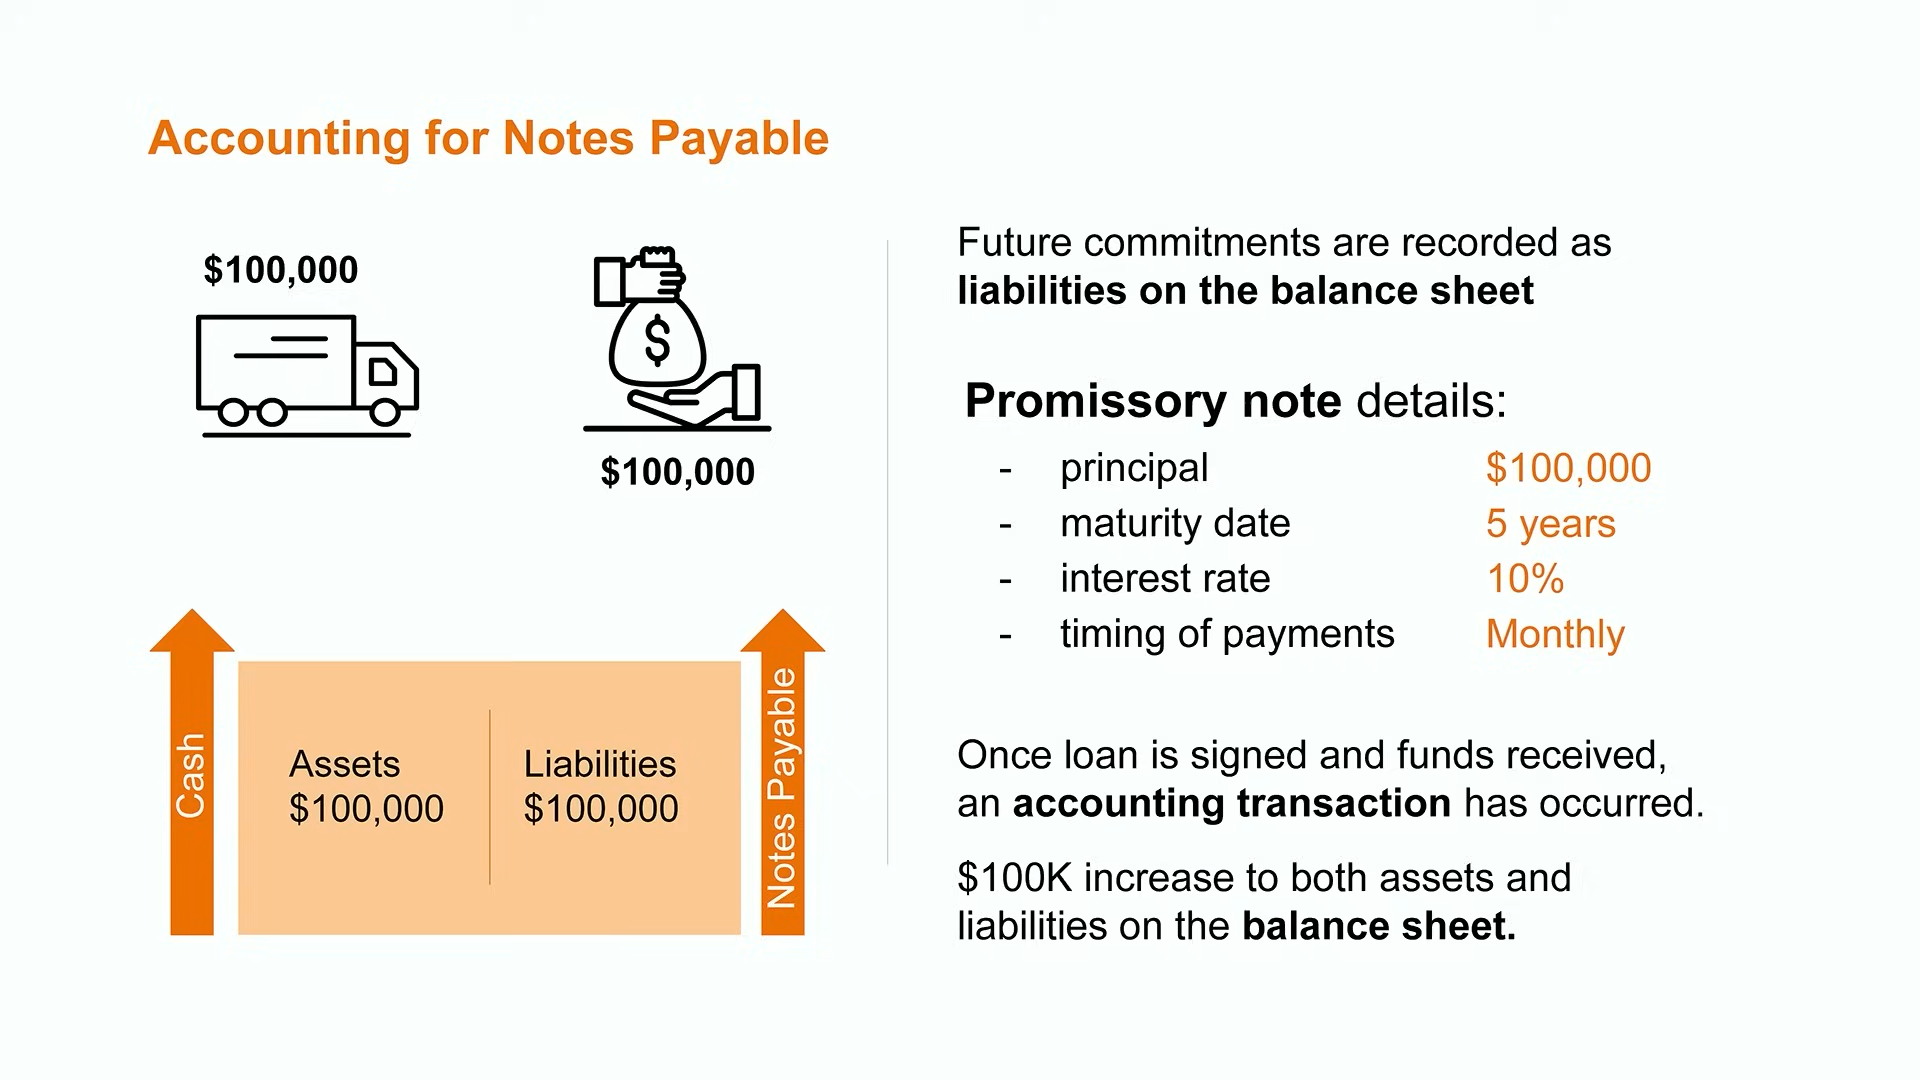 Accounting for Notes Payable
$100,000
$
$100,000
Cash
Assets
$100,000
Liabilities
$100,000
Notes Payable
Future commitments are recorded as
liabilities on the balance sheet
Promissory note details:
- principal $100,000
- maturity date 5 years
- interest rate 10%
- timing of payments Monthly
Once loan is signed and funds received,
an accounting transaction has occurred.
$100K increase to both assets and
liabilities on the balance sheet.